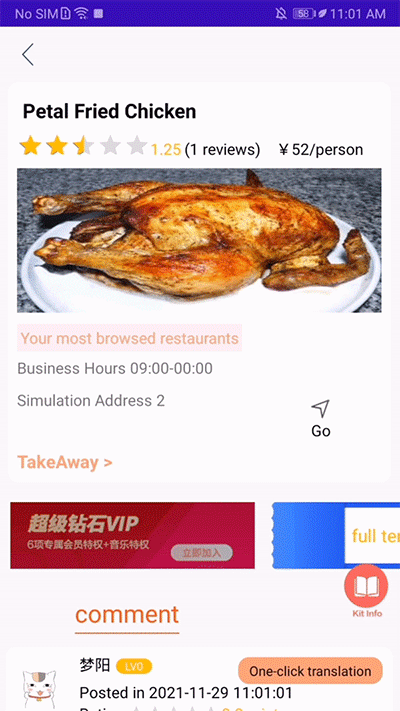 No SIM 58 11:01 AM
Petal Fried Chicken
1.25 (1 reviews) ¥ 52/person
Your most browsed restaurants
Business Hours 09:00-00:00
Simulation Address 2
Go
TakeAway >
超级钻石VIP
6项专属会员特权+音乐特权
立即加入
full te
Kit Info
comment
梦阳 LV0
One-click translation
Posted in 2021-11-29 11:01:01